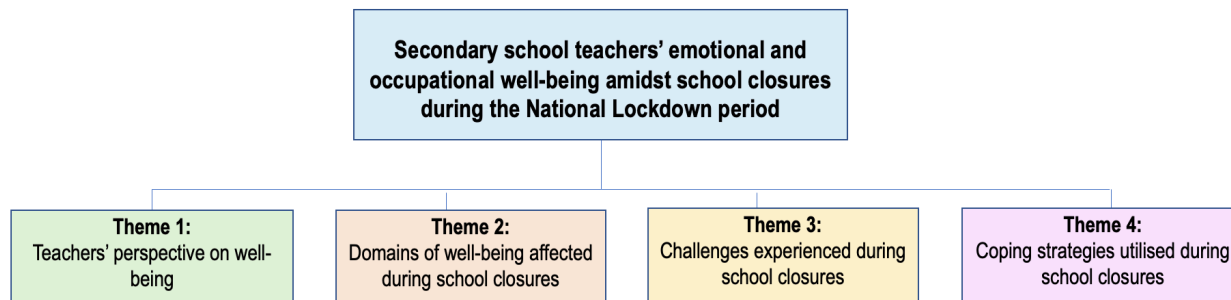 Secondary school teachers’ emotional and
occupational well-being amidst school closures
during the National Lockdown period
Theme 1:
Teachers’ perspective on well-
being
Theme 2:
Domains of well-being affected
during school closures
Theme 3:
Challenges experienced during
school closures
Theme 4:
Coping strategies utilised during
school closures